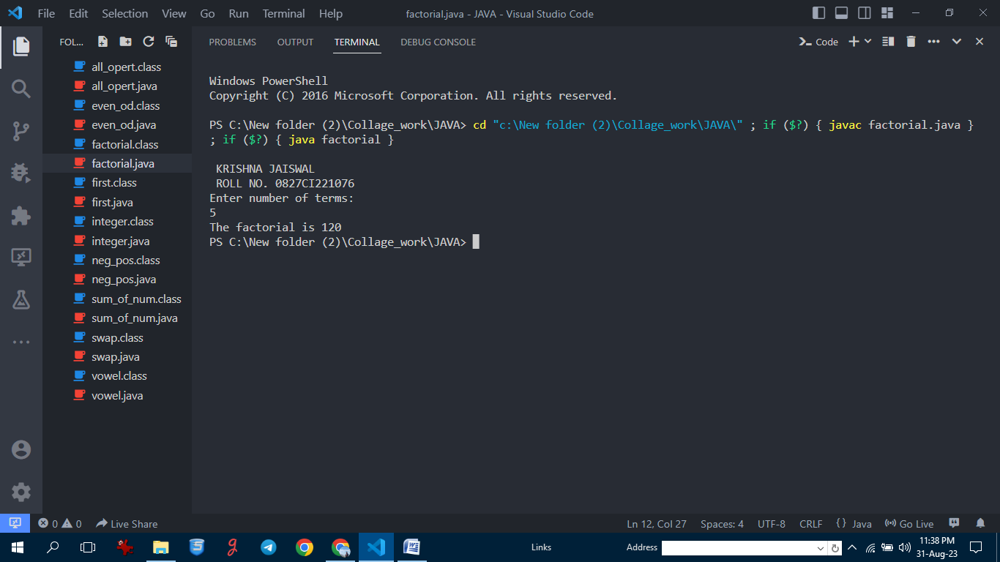 File Edit Selection View Go Run Terminal Help factorial.java - JAVA - Visual Studio Code
FOL... PROBLEMS OUTPUT TERMINAL DEBUG CONSOLE Code
all_opert.class
all_opert.java
even_od.class
even_od.java
factorial.class
factorial.java
first.class
first.java
integer.class
integer.java
neg_pos.class
neg_pos.java
sum_of_num.class
sum_of_num.java
swap.class
swap.java
vowel.class
vowel.java
Windows PowerShell
Copyright (C) 2016 Microsoft Corporation. All rights reserved.
PS C:\New folder (2)\Collage_work\JAVA> cd "c:\New folder (2)\Collage_work\JAVA\" ; if ($?) { javac factorial.java }
; if ($?) { java factorial }
KRISHNA JAISWAL
ROLL NO. 0827CI221076
Enter number of terms:
5
The factorial is 120
PS C:\New folder (2)\Collage_work\JAVA>
0 0 Live Share Ln 12, Col 27 Spaces: 4 UTF-8 CRLF {} Java Go Live
Links Address 11:38 PM
31-Aug-23